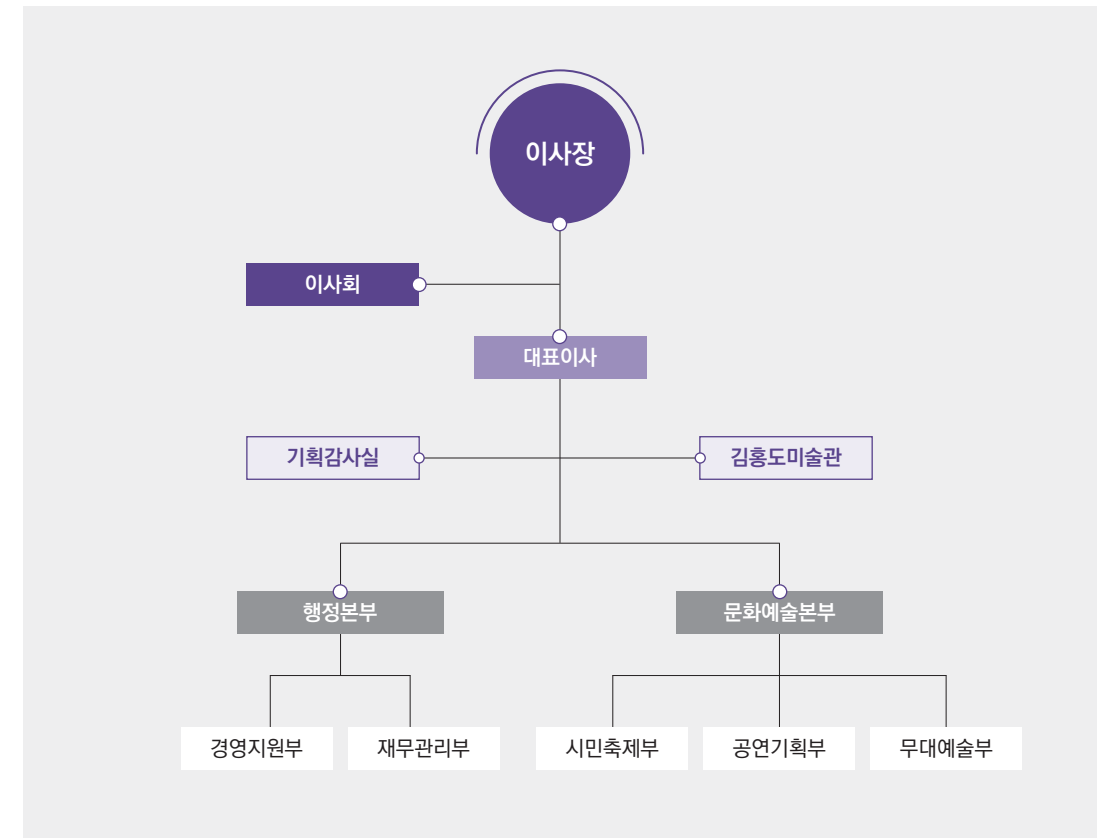 이사장
이사회
대표이사
기획감사실
김홍도미술관
행정본부
문화예술본부
경영지원부
재무관리부
시민축제부
공연기획부
무대예술부